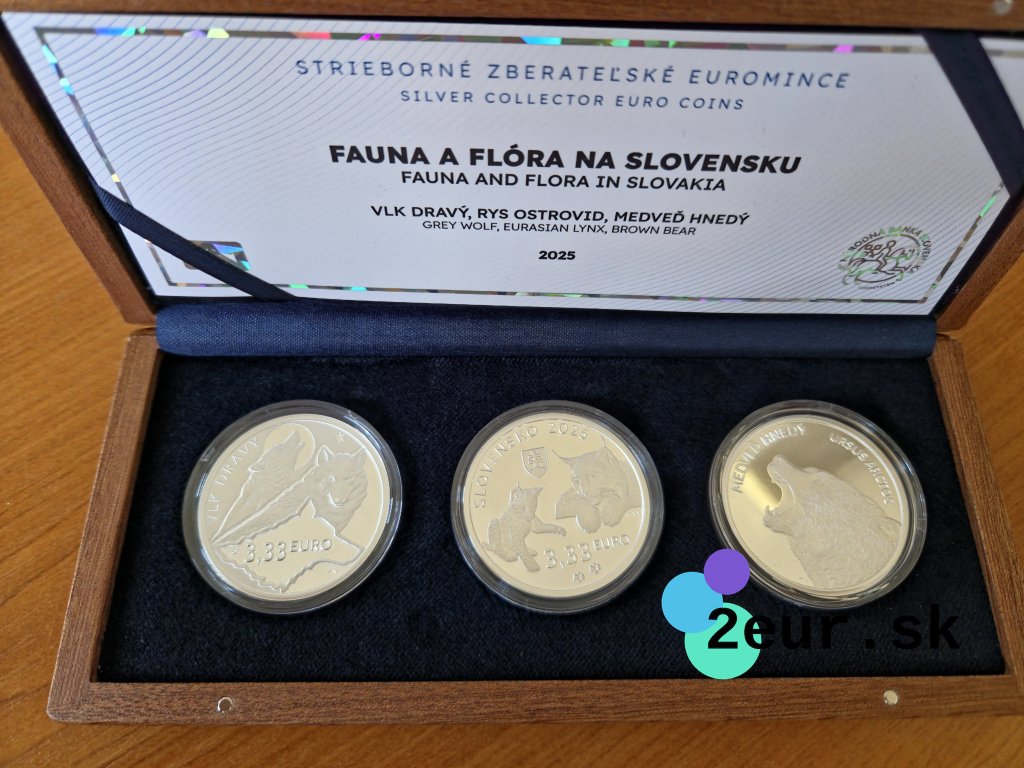 STRIEBORNÉ ZBERATEĽSKÉ EUROMINCE
SILVER COLLECTOR EURO COINS
FAUNA A FLÓRA NA SLOVENSKU
FAUNA AND FLORA IN SLOVAKIA
VLK DRAVÝ, RYS OSTROVID, MEDVEĎ HNEDÝ
GREY WOLF, EURASIAN LYNX, BROWN BEAR
2025
VLK DRAVÝ
3,33 EURO
SLOVENSKO 2025
3,33 EURO
MEDVEĎ HNEDÝ URSUS ARCTOS
2eur.sk